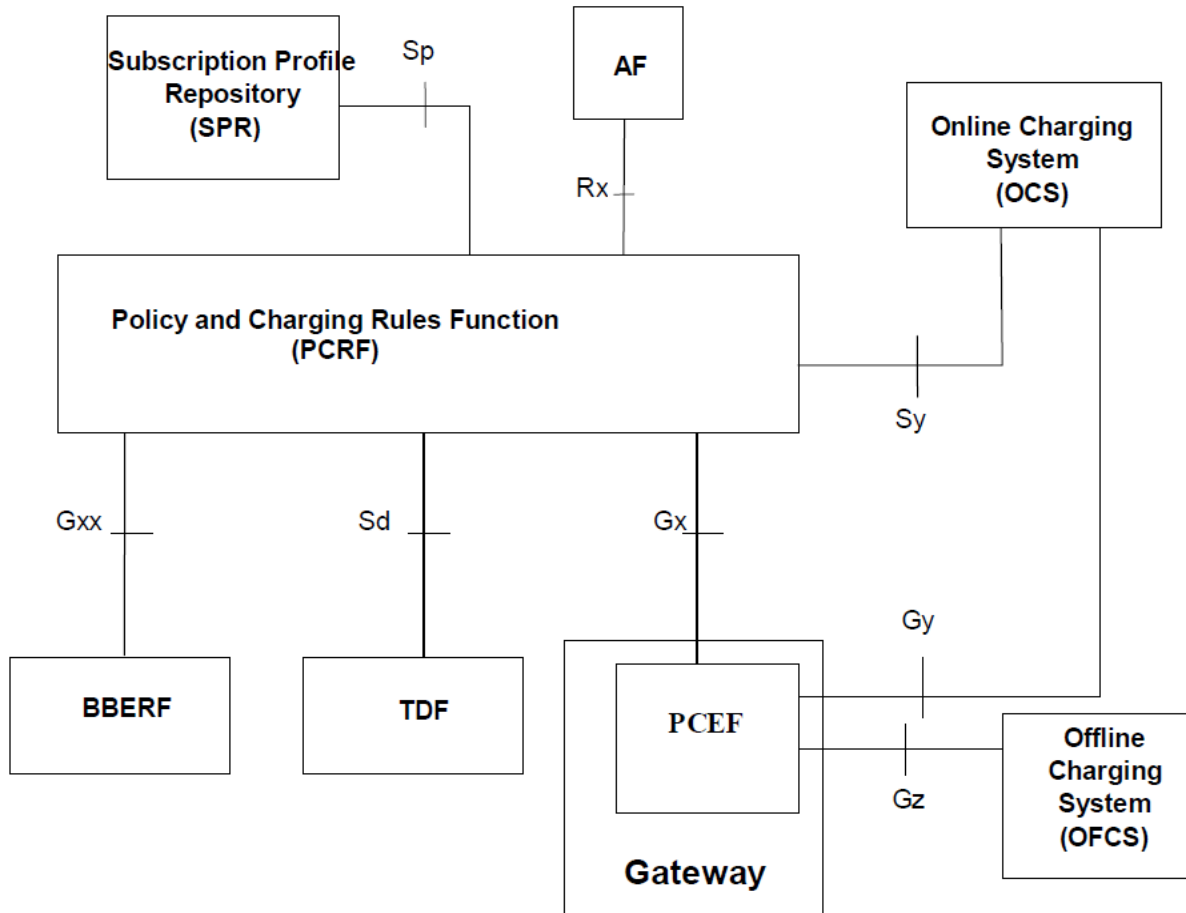 Subscription Profile
Repository
(SPR)
Sp
AF
Online Charging
System
(OCS)
Rx
Policy and Charging Rules Function
(PCRF)
Sy
Gxx
Sd
Gx
Gy
BBERF
TDF
PCEF
Offline
Charging
System
(OFCS)
Gz
Gateway